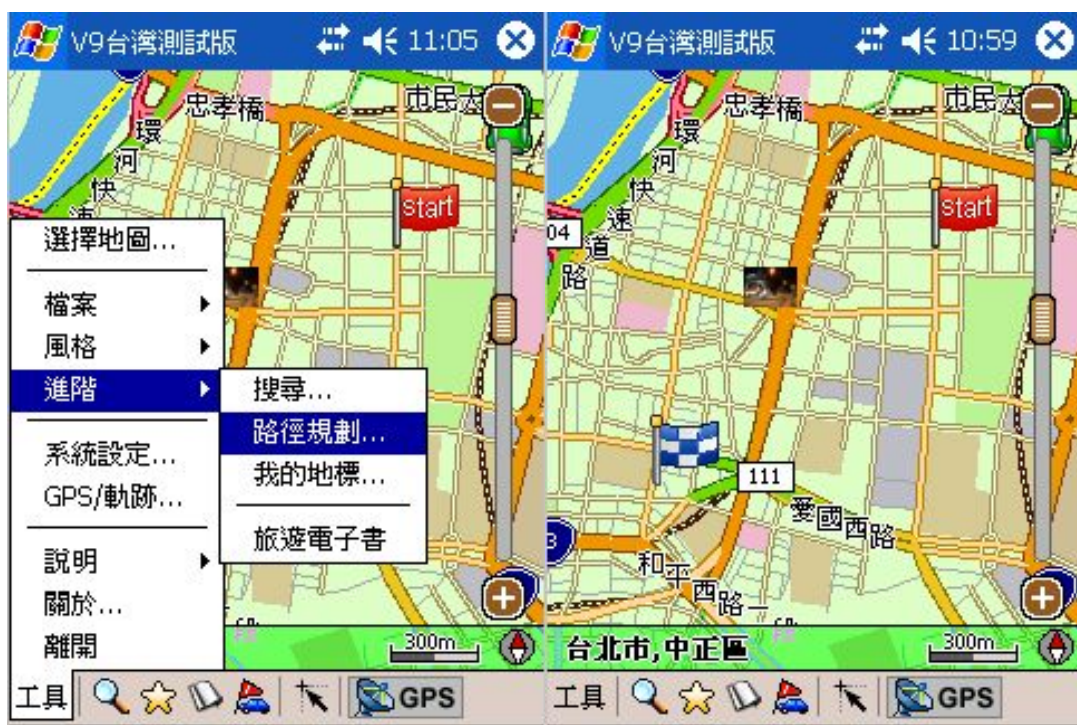 V9台灣測試版 11:05
忠孝橋
市民大
環河快速
start
選擇地圖...
檔案
風格
進階
搜尋...
路徑規劃...
我的地標...
旅遊電子書
系統設定...
GPS/軌跡...
說明
關於...
離開
300m
工具 GPS
V9台灣測試版 10:59
忠孝橋
市民大
環河快速道路
04
start
111
愛國西路
3
和平西路一
300m
台北市,中正區
工具 GPS